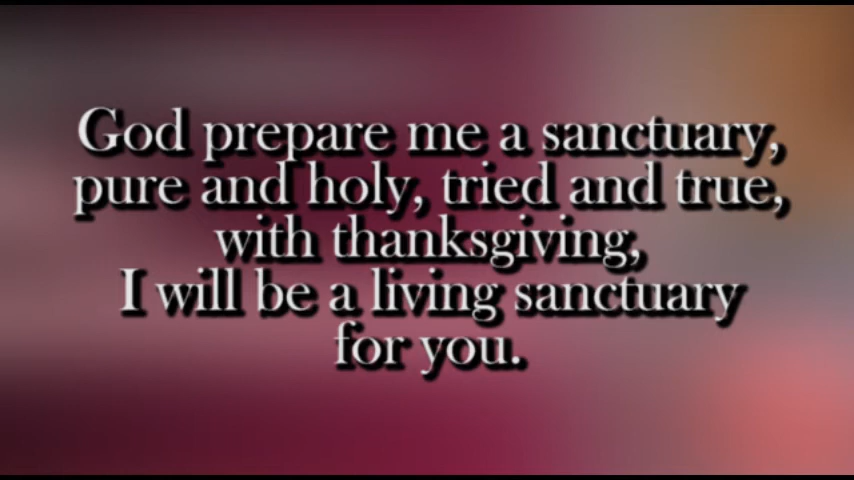 God prepare me a sanctuary,
pure and holy, tried and true,
with thanksgiving,
I will be a living sanctuary
for you.